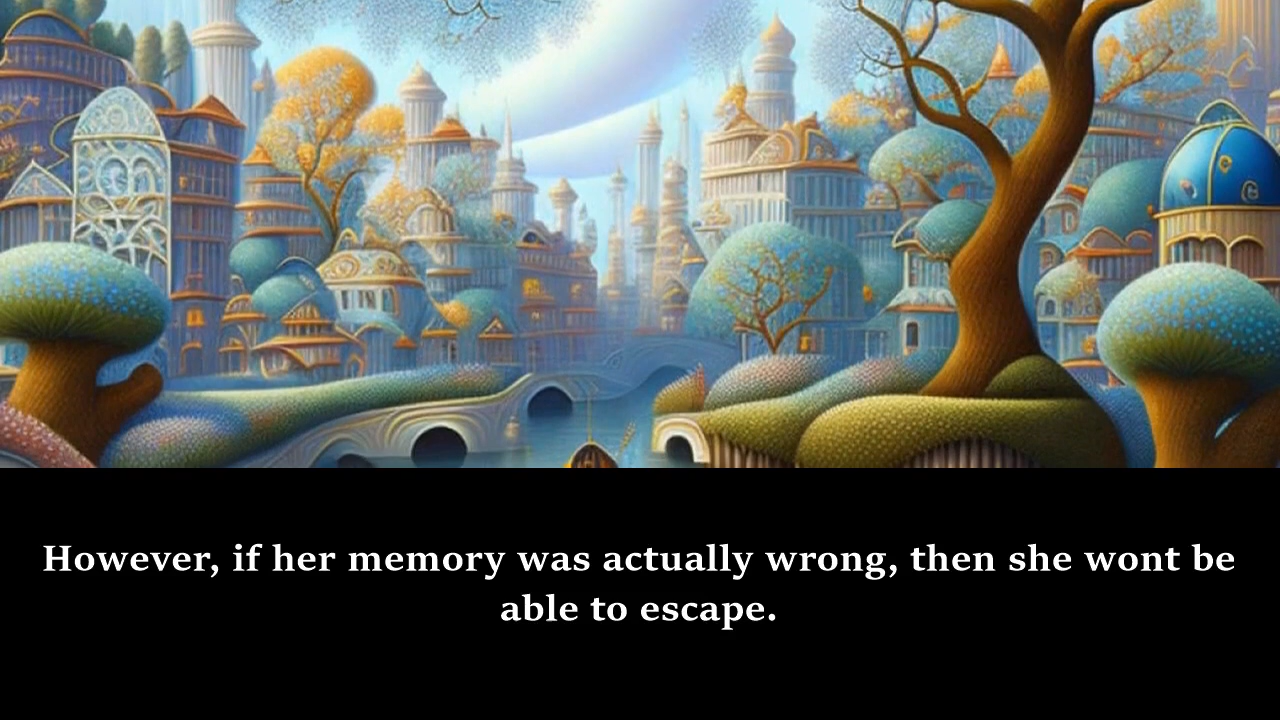 However, if her memory was actually wrong, then she wont be
able to escape.